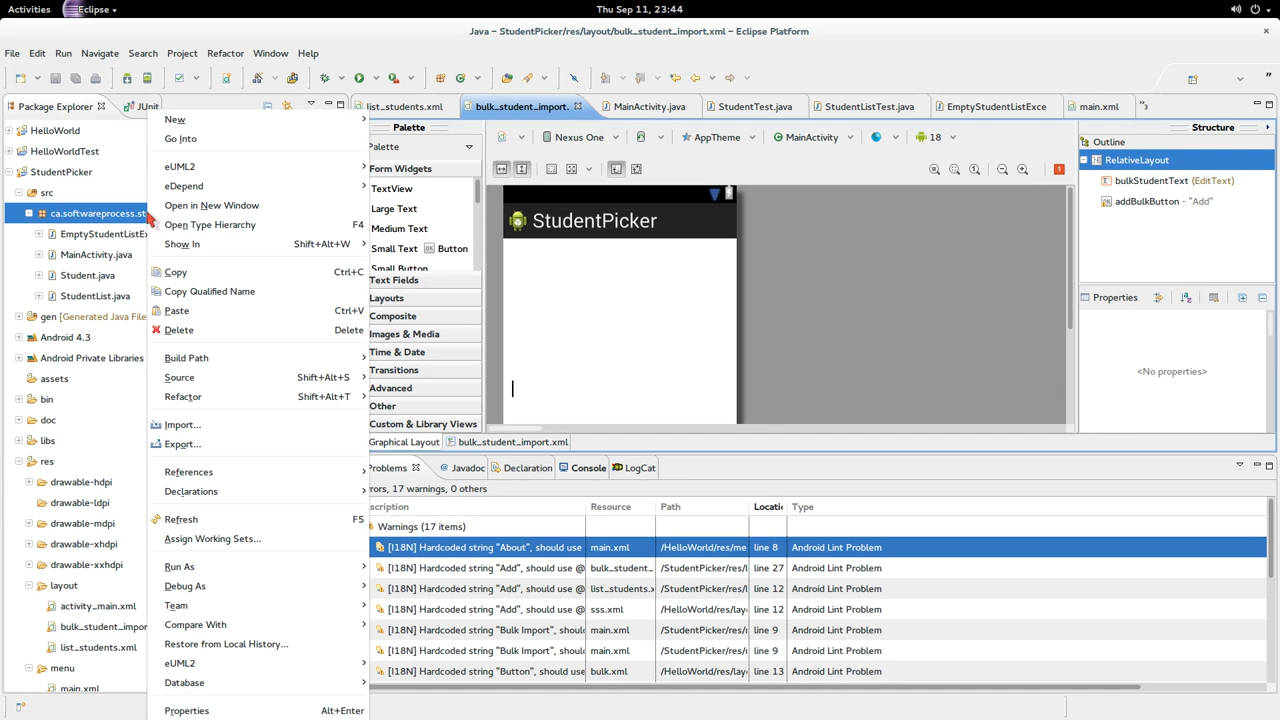 Activities Eclipse Thu Sep 11, 23:44
Java – StudentPicker/res/layout/bulk_student_import.xml – Eclipse Platform
File Edit Run Navigate Search Project Refactor Window Help
Package Explorer JUnit list_students.xml bulk_student_import. MainActivity.java StudentTest.java StudentListTest.java EmptyStudentListExce main.xml
HelloWorld
HelloWorldTest
StudentPicker
src
ca.softwareprocess.st
EmptyStudentListEx
MainActivity.java
Student.java
StudentList.java
gen [Generated Java File
Android 4.3
Android Private Libraries
assets
bin
doc
libs
res
drawable-hdpi
drawable-ldpi
drawable-mdpi
drawable-xhdpi
drawable-xxhdpi
layout
activity_main.xml
bulk_student_impor
list_students.xml
menu
main.xml
New
Go Into
eUML2
eDepend
Open in New Window
Open Type Hierarchy F4
Show In Shift+Alt+W
Copy Ctrl+C
Copy Qualified Name
Paste Ctrl+V
Delete Delete
Build Path
Source Shift+Alt+S
Refactor Shift+Alt+T
Import...
Export...
References
Declarations
Refresh F5
Assign Working Sets...
Run As
Debug As
Team
Compare With
Restore from Local History...
eUML2
Database
Properties Alt+Enter
Palette
Palette
Form Widgets
TextView
Large Text
Medium Text
Small Text OK Button
Small Button
Text Fields
Layouts
Composite
Images & Media
Time & Date
Transitions
Advanced
Other
Custom & Library Views
Nexus One AppTheme MainActivity 18
1
StudentPicker
Graphical Layout bulk_student_import.xml
Structure
Outline
RelativeLayout
bulkStudentText (EditText)
addBulkButton - "Add"
Properties
<No properties>
Problems Javadoc Declaration Console LogCat
rors, 17 warnings, 0 others
scription Resource Path Locatic Type
Warnings (17 items)
[I18N] Hardcoded string "About", should use main.xml /HelloWorld/res/me line 8 Android Lint Problem
[I18N] Hardcoded string "Add", should use @ bulk_student_ /StudentPicker/res/l line 27 Android Lint Problem
[I18N] Hardcoded string "Add", should use @ list_students.x /StudentPicker/res/l line 12 Android Lint Problem
[I18N] Hardcoded string "Add", should use @ sss.xml /HelloWorld/res/lay line 12 Android Lint Problem
[I18N] Hardcoded string "Bulk Import", shoul main.xml /StudentPicker/res/r line 9 Android Lint Problem
[I18N] Hardcoded string "Bulk Import", shoul main.xml /StudentPicker/res/r line 9 Android Lint Problem
[I18N] Hardcoded string "Button", should use bulk.xml /HelloWorld/res/lay line 13 Android Lint Problem